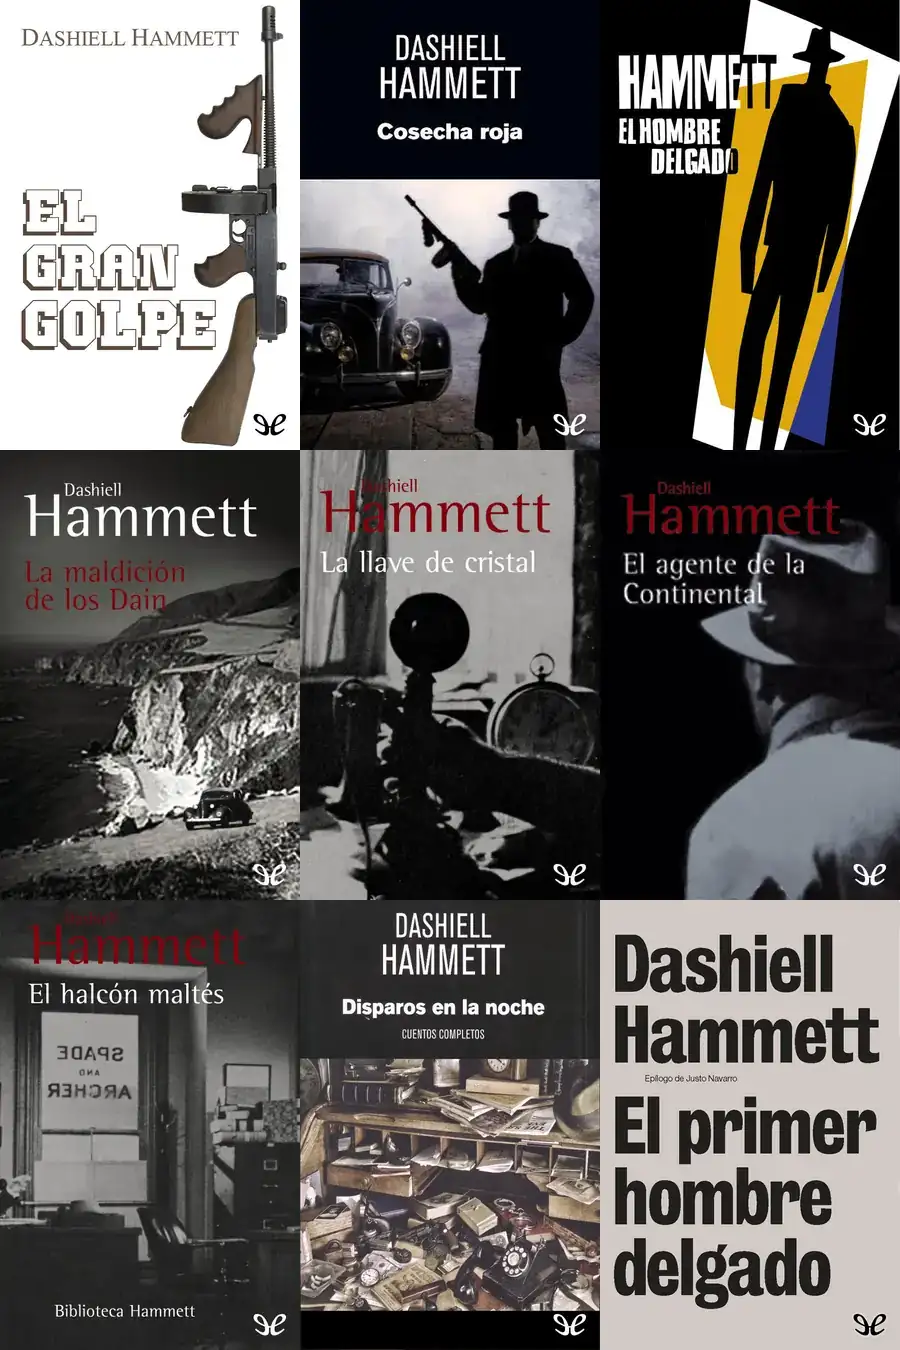 DASHIELL HAMMETT
EL
GRAN
GOLPE
DASHIELL
HAMMETT
Cosecha roja
HAMMETT
EL HOMBRE
DELGADO
Dashiell
Hammett
La maldición
de los Dain
Dashiell
Hammett
La llave de cristal
Dashiell
Hammett
El agente de la
Continental
Dashiell
Hammett
El halcón maltés
SPADE
AND
ARCHER
Biblioteca Hammett
DASHIELL
HAMMETT
Disparos en la noche
CUENTOS COMPLETOS
Dashiell
Hammett
Epílogo de Justo Navarro
El primer
hombre
delgado